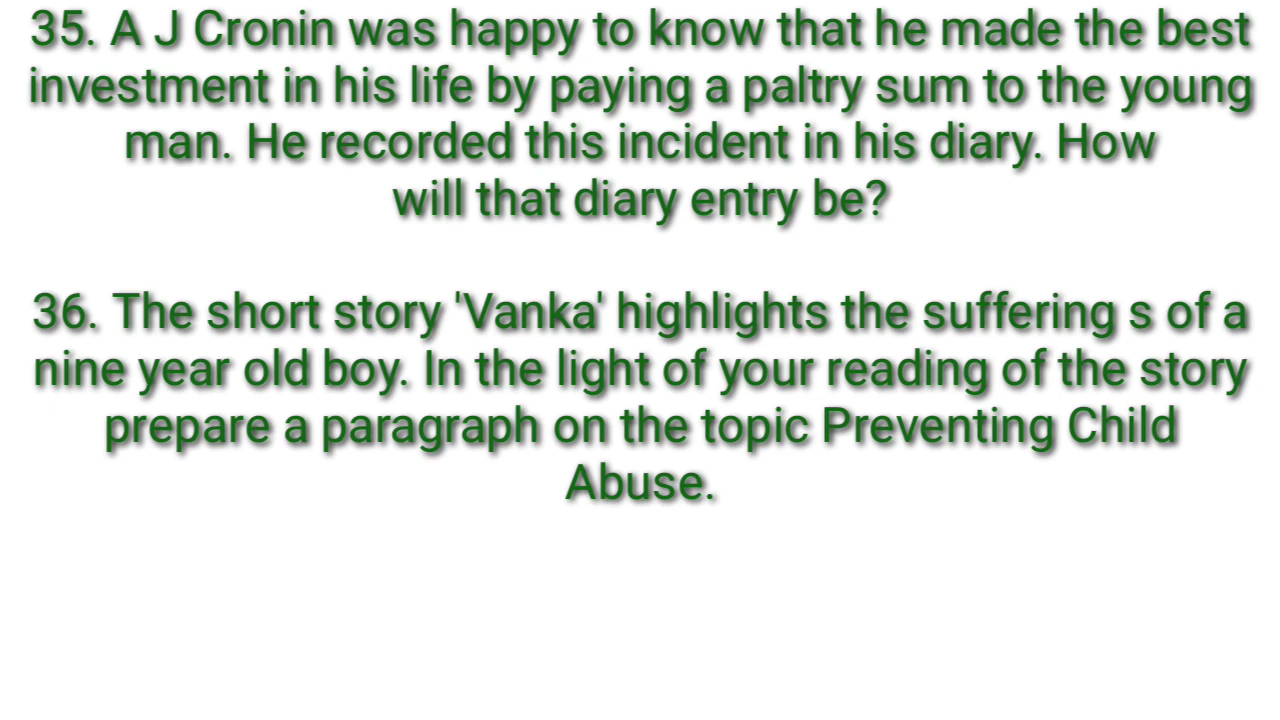 35. A J Cronin was happy to know that he made the best
investment in his life by paying a paltry sum to the young
man. He recorded this incident in his diary. How
will that diary entry be?
36. The short story 'Vanka' highlights the suffering s of a
nine year old boy. In the light of your reading of the story
prepare a paragraph on the topic Preventing Child
Abuse.